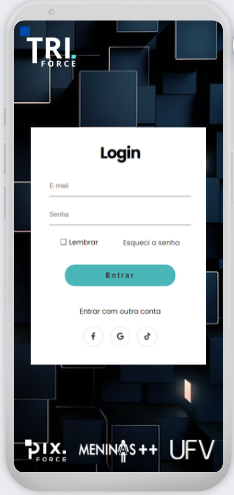 TRI.
FORCE
Login
E-mail
Senha
Lembrar Esqueci a senha
Entrar
Entrar com outra conta
PIX. MENINAS++ UFV
FORCE